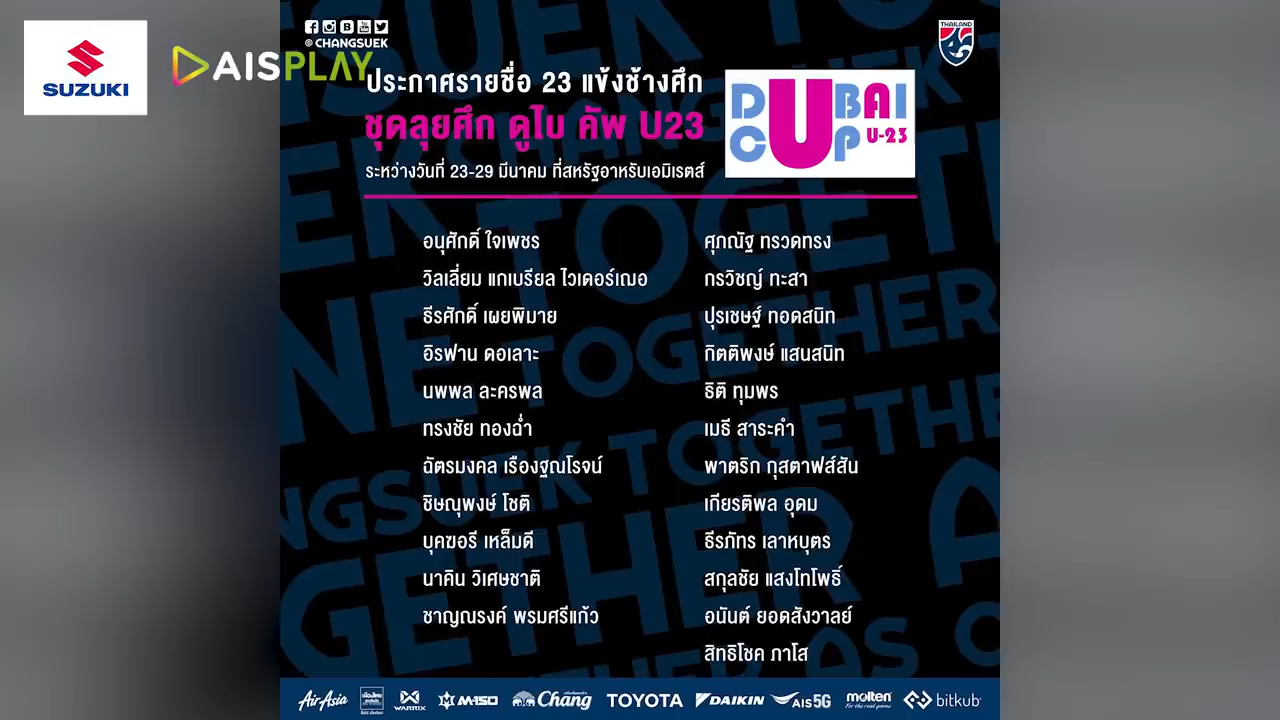 SUZUKI
AISPLAY
@ CHANGSUEK
THAILAND
ประกาศรายชื่อ 23 แข้งช้างศึก
ชุดลุยศึก ดูไบ คัพ U23
ระหว่างวันที่ 23-29 มีนาคม ที่สหรัฐอาหรับเอมิเรตส์
DUBAI
CUP U-23
อนุศักดิ์ ใจเพชร
วิลเลี่ยม แกเบรียล ไวเดอร์เฌอ
ธีรศักดิ์ เผยพิมาย
อิรฟาน ดอเลาะ
นพพล ละครพล
ทรงชัย ทองฉ่ำ
ฉัตรมงคล เรืองฐณโรจน์
ชิษณุพงษ์ โชติ
บุคฆอรี เหล็มดี
นาคิน วิเศษชาติ
ชาญณรงค์ พรมศรีแก้ว
ศุภณัฐ ทรวดทรง
กรวิชญ์ ทะสา
ปุรเชษฐ์ ทอดสนิท
กิตติพงษ์ แสนสนิท
ธิติ ทุมพร
เมธี สาระคำ
พาตริก กุสตาฟส์สัน
เกียรติพล อุดม
ธีรภัทร เลาหบุตร
สกุลชัย แสงโทโพธิ์
อนันต์ ยอดสังวาลย์
สิทธิโชค ภาโส
AirAsia WARRIX M-150 Chang TOYOTA DAIKIN AIS 5G molten For the real game bitkub